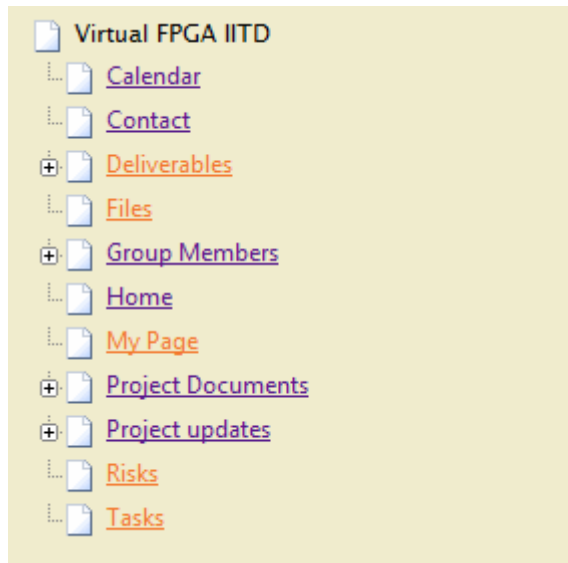 Virtual FPGA IITD
Calendar
Contact
Deliverables
Files
Group Members
Home
My Page
Project Documents
Project updates
Risks
Tasks